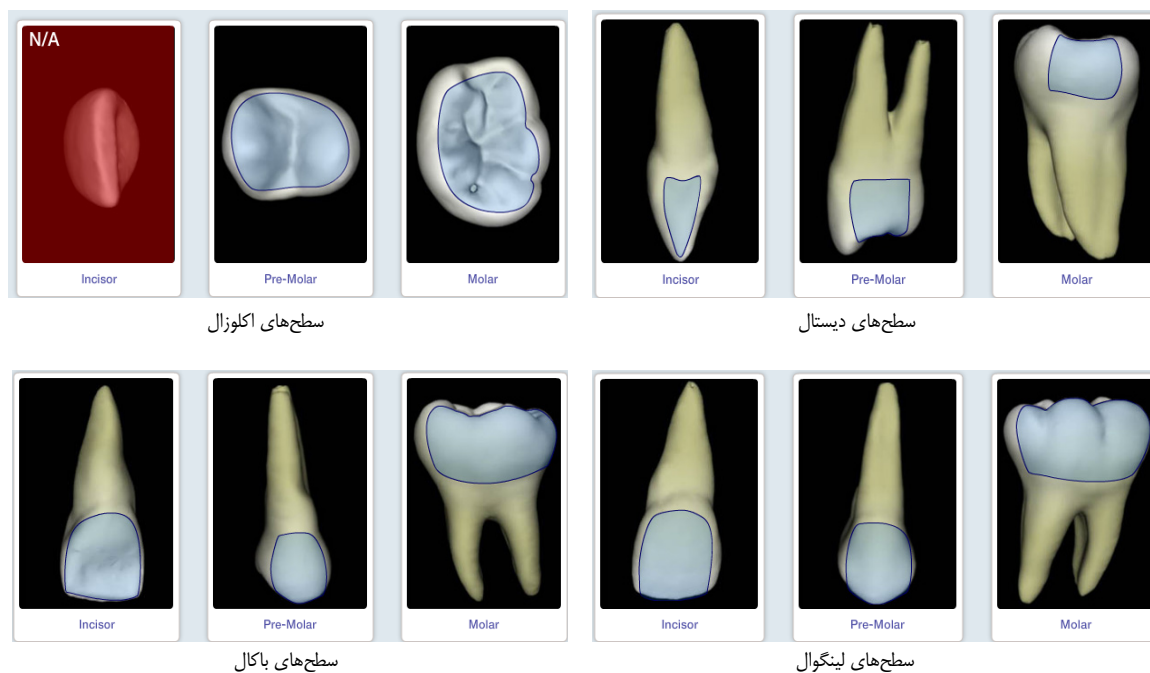 N/A
Incisor Pre-Molar Molar
سطح‌های اکلوزال
Incisor Pre-Molar Molar
سطح‌های دیستال
Incisor Pre-Molar Molar
سطح‌های باکال
Incisor Pre-Molar Molar
سطح‌های لینگوال